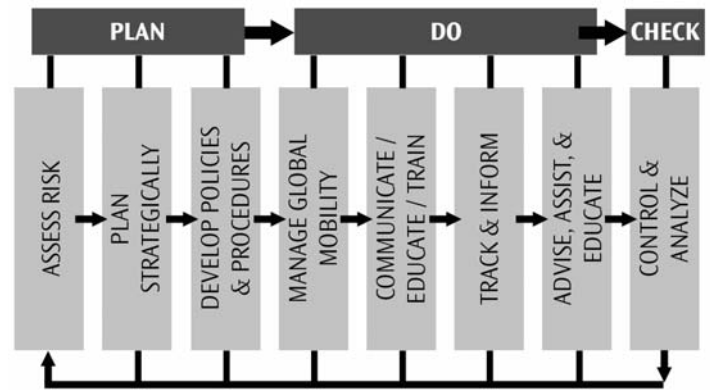 PLAN
DO
CHECK
ASSESS RISK
PLAN
STRATEGICALLY
DEVELOP POLICIES
& PROCEDURES
MANAGE GLOBAL
MOBILITY
COMMUNICATE /
EDUCATE / TRAIN
TRACK & INFORM
ADVISE, ASSIST, &
EDUCATE
CONTROL &
ANALYZE